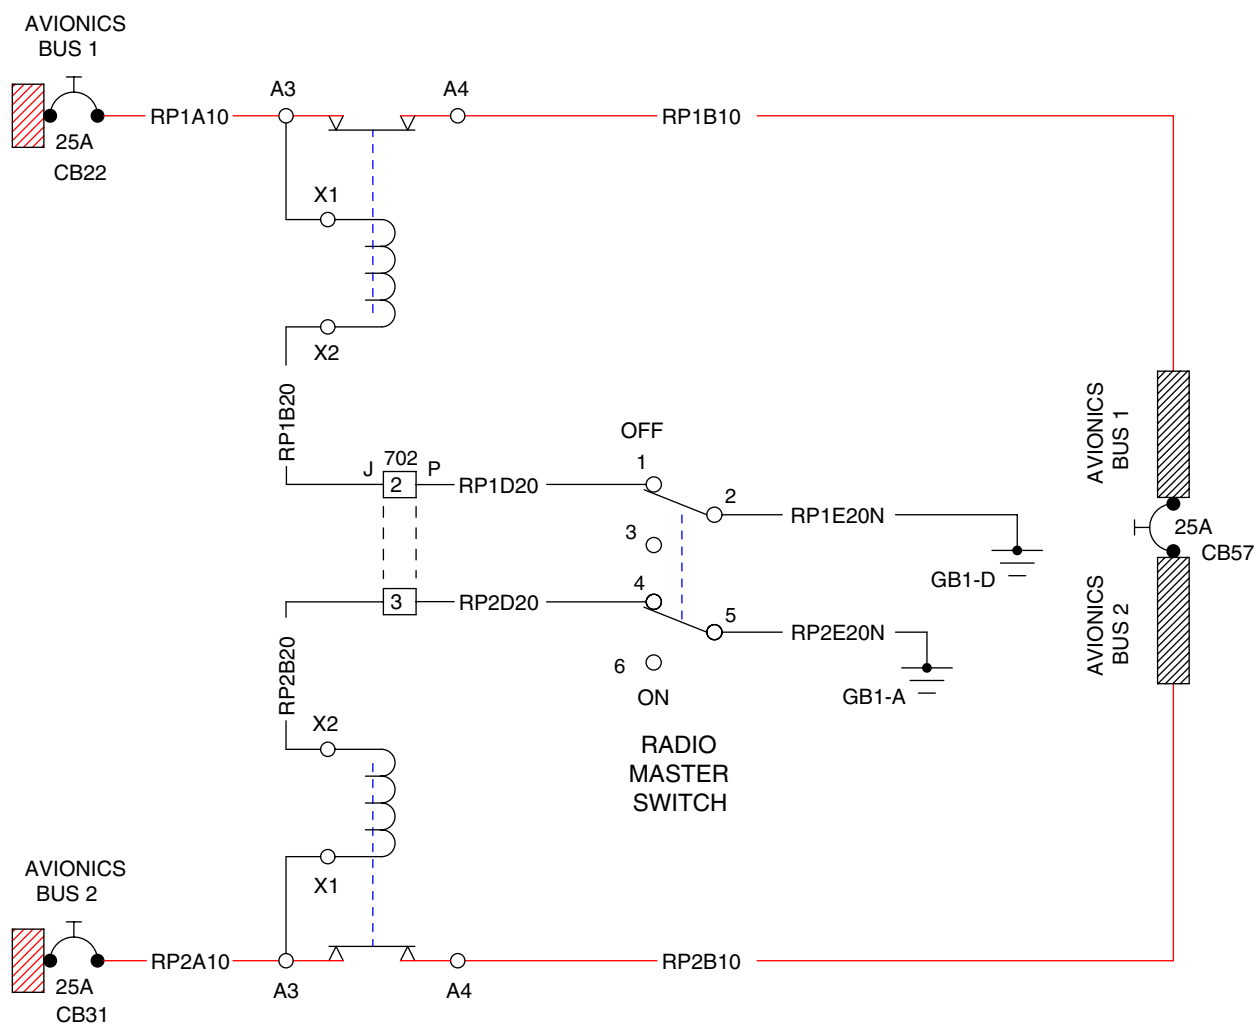 AVIONICS
BUS 1
25A
CB22
RP1A10
A3
A4
RP1B10
X1
X2
RP1B20
J
702
P
2
RP1D20
OFF
1
2
RP1E20N
GB1-D
3
3
RP2D20
4
5
RP2E20N
GB1-A
6
ON
RADIO
MASTER
SWITCH
AVIONICS
BUS 1
25A
CB57
AVIONICS
BUS 2
RP2B20
X2
X1
AVIONICS
BUS 2
25A
CB31
RP2A10
A3
A4
RP2B10